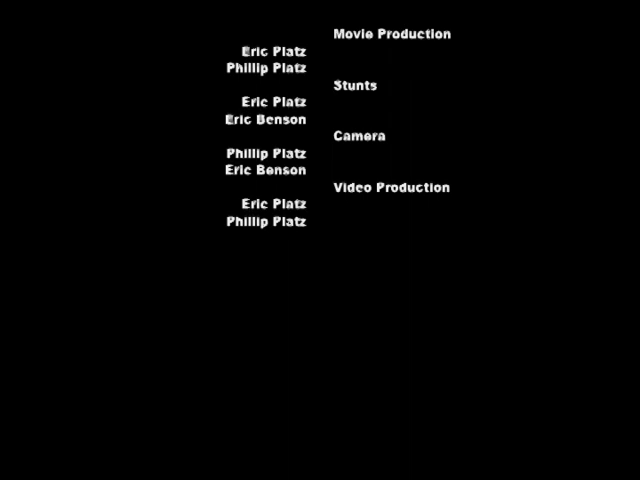 Movie Production
Eric Platz
Phillip Platz
Stunts
Eric Platz
Eric Benson
Camera
Phillip Platz
Eric Benson
Video Production
Eric Platz
Phillip Platz